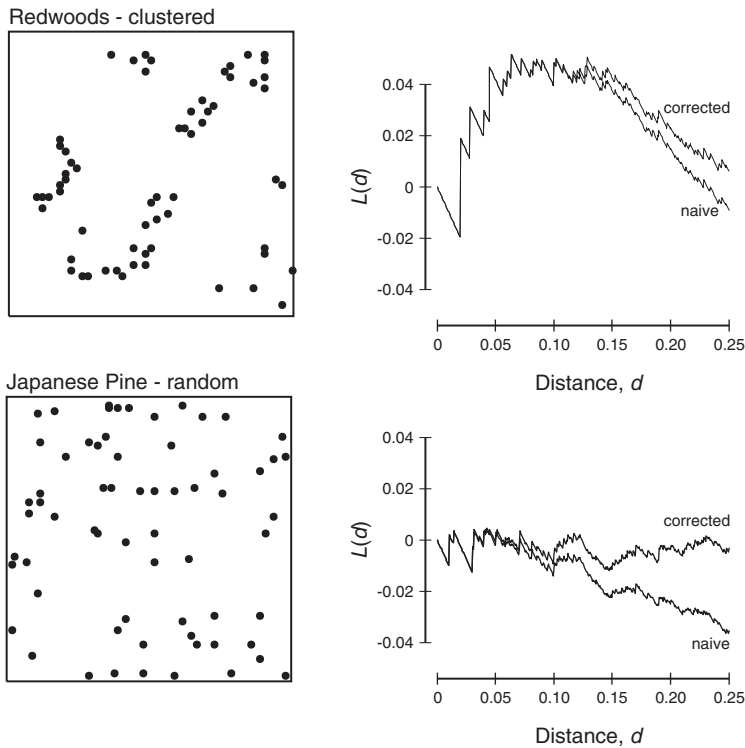 Redwoods - clustered
0.04
0.02
0
-0.02
-0.04
L(d)
corrected
naive
0
0.05
0.10
0.15
0.20
0.25
Distance, d
Japanese Pine - random
0.04
0.02
0
-0.02
-0.04
L(d)
corrected
naive
0
0.05
0.10
0.15
0.20
0.25
Distance, d